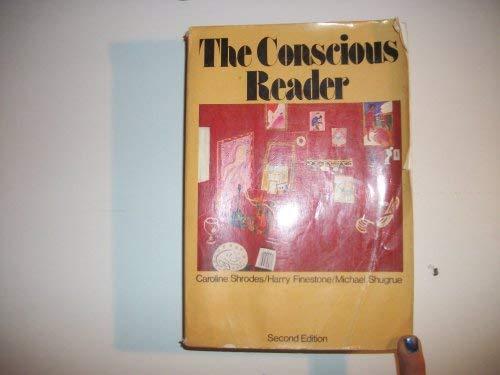 The Conscious
Reader
Caroline Shrodes/Harry Finestone/Michael Shugrue
Second Edition